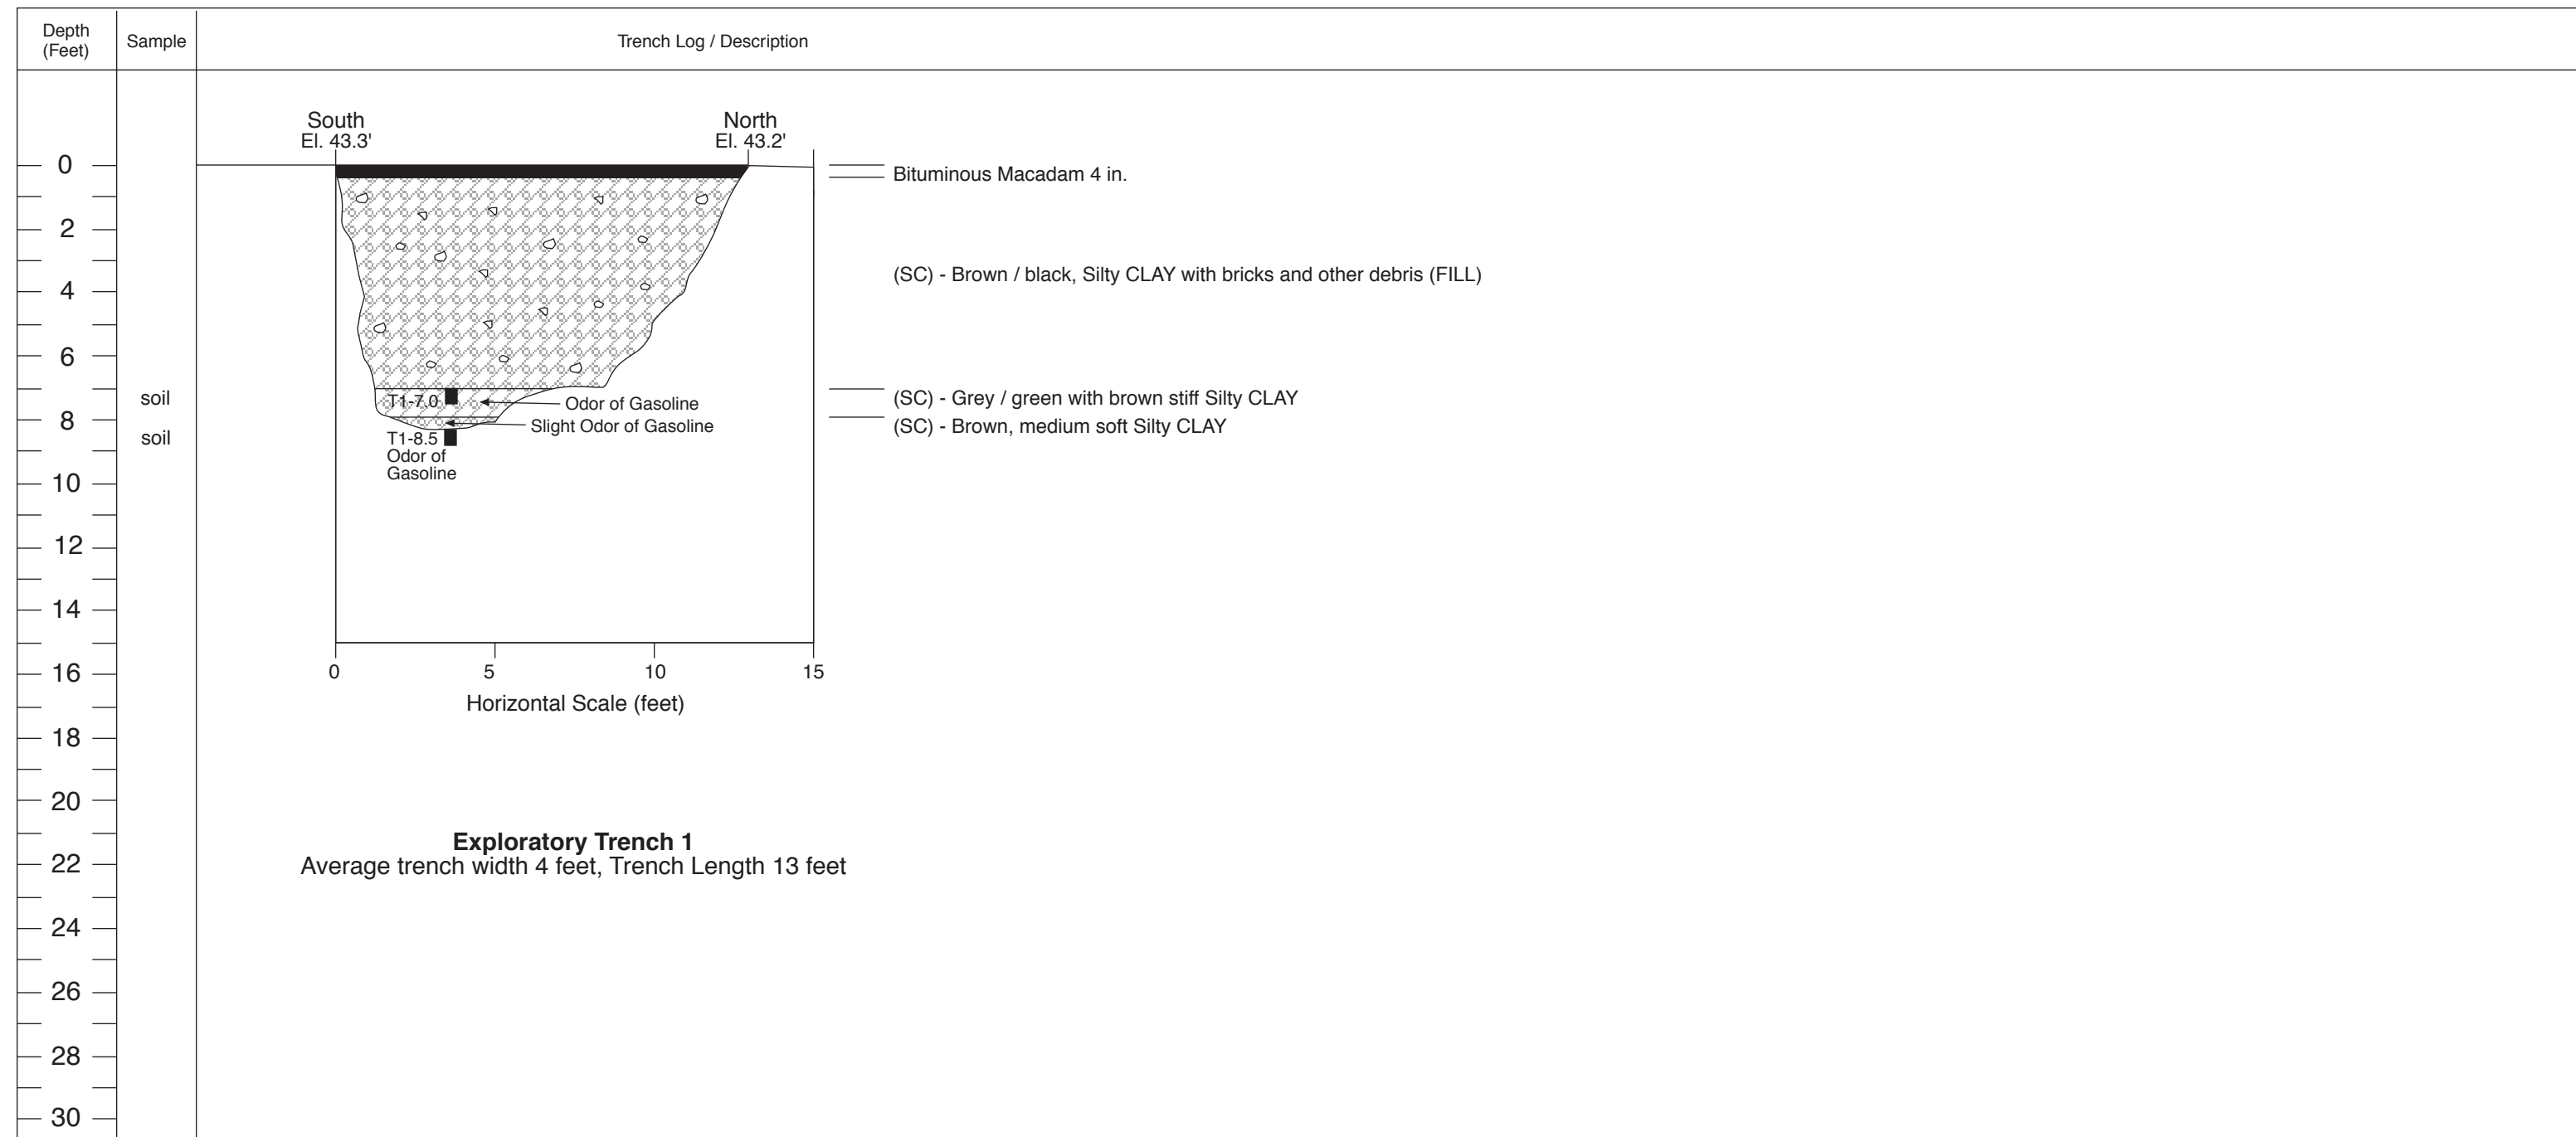 Depth
(Feet)
Sample
Trench Log / Description
South
El. 43.3'
North
El. 43.2'
0
Bituminous Macadam 4 in.
2
(SC) - Brown / black, Silty CLAY with bricks and other debris (FILL)
4
6
soil
T1-7.0
Odor of Gasoline
(SC) - Grey / green with brown stiff Silty CLAY
8
Slight Odor of Gasoline
(SC) - Brown, medium soft Silty CLAY
soil
T1-8.5
Odor of
Gasoline
10
12
14
16
0 5 10 15
Horizontal Scale (feet)
18
20
Exploratory Trench 1
22
Average trench width 4 feet, Trench Length 13 feet
24
26
28
30